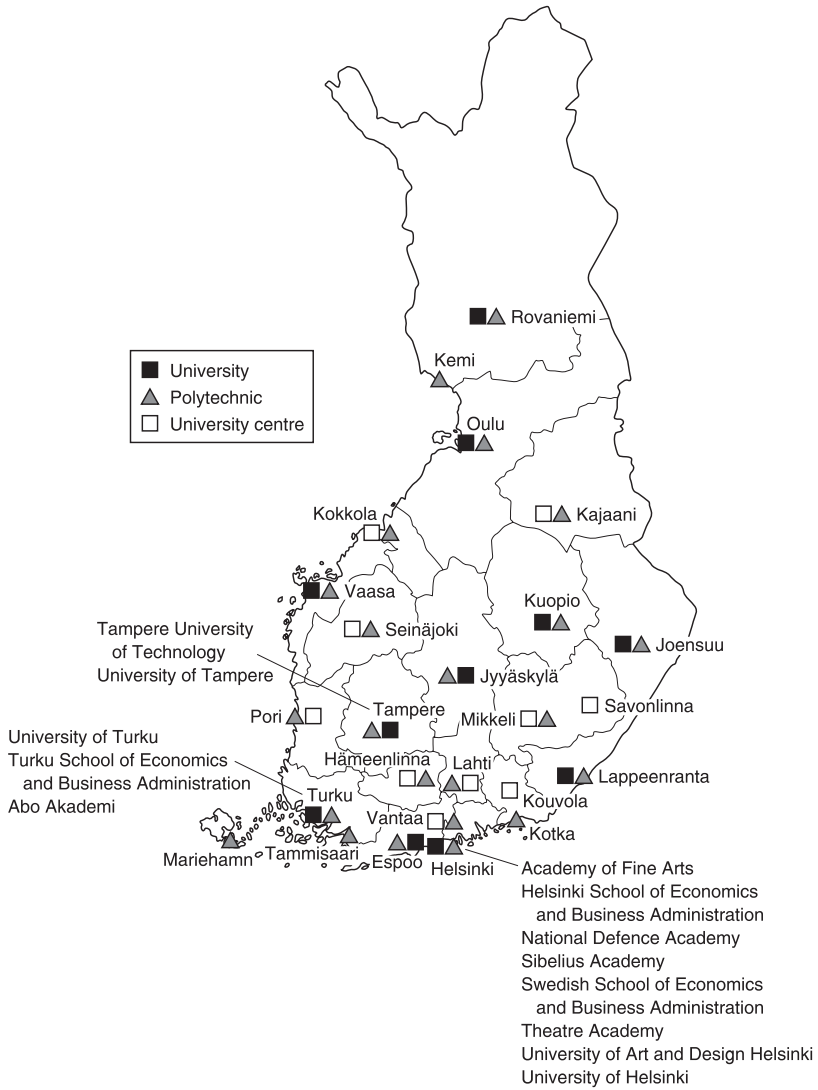 Rovaniemi
Kemi
University
Polytechnic
University centre
Oulu
Kokkola
Kajaani
Vaasa
Kuopio
Tampere University
of Technology
University of Tampere
Seinäjoki
Joensuu
Jyyäskylä
Savonlinna
Pori
Tampere
Mikkeli
University of Turku
Turku School of Economics
and Business Administration
Abo Akademi
Hämeenlinna
Lahti
Lappeenranta
Turku
Kouvola
Vantaa
Kotka
Mariehamn
Tammisaari
Espoo
Helsinki
Academy of Fine Arts
Helsinki School of Economics
and Business Administration
National Defence Academy
Sibelius Academy
Swedish School of Economics
and Business Administration
Theatre Academy
University of Art and Design Helsinki
University of Helsinki